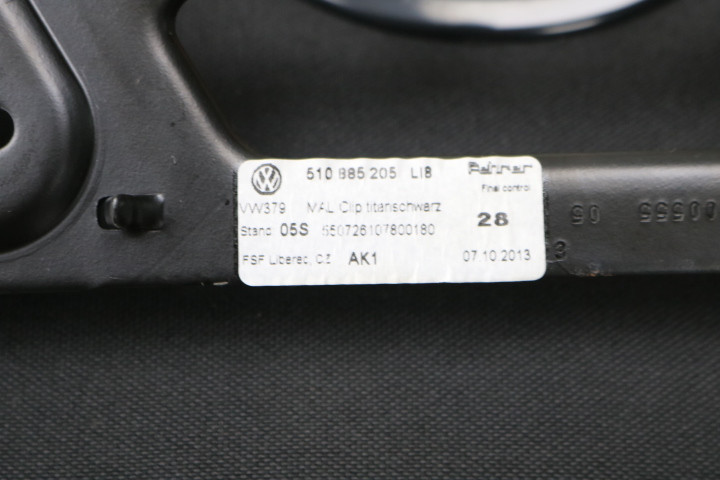 510 885 205 LI8 Fehrer
Final control
VW379 MAL Clip titanschwarz 28
Stand 05S 650726107800180
FSF Liberec, CZ AK1 07.10.2013